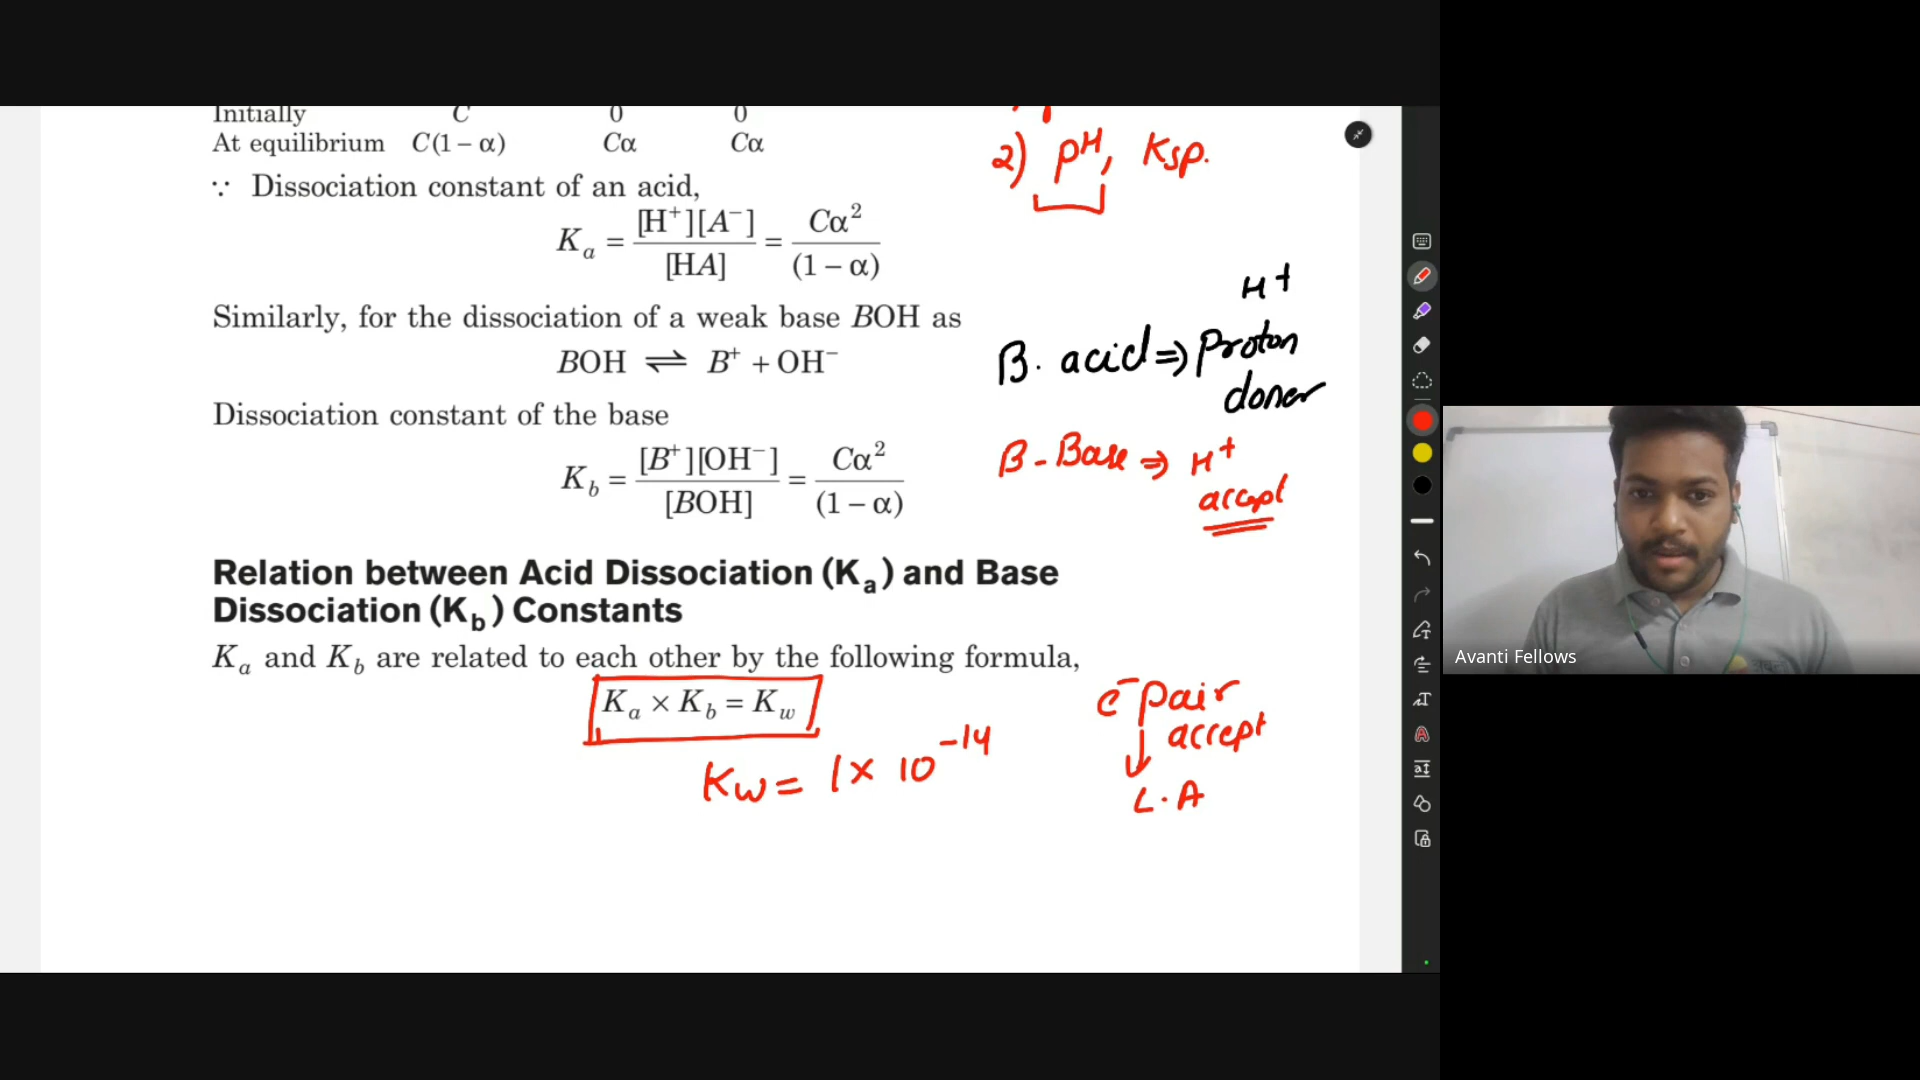 Initially C 0 0
At equilibrium C(1 – α) Cα Cα
∵ Dissociation constant of an acid,
Kₐ = [H⁺][A⁻] / [HA] = Cα² / (1 – α)
Similarly, for the dissociation of a weak base BOH as
BOH ⇌ B⁺ + OH⁻
Dissociation constant of the base
K_b = [B⁺][OH⁻] / [BOH] = Cα² / (1 – α)
Relation between Acid Dissociation (Kₐ) and Base
Dissociation (K_b) Constants
Kₐ and K_b are related to each other by the following formula,
Kₐ × K_b = K_w
Kw = 1 × 10⁻¹⁴
2) pH, Ksp.
H⁺
B. acid ⇒ Proton
donor
B-Base ⇒ H⁺
accept
e⁻ pair
accept
↓
L.A
Avanti Fellows